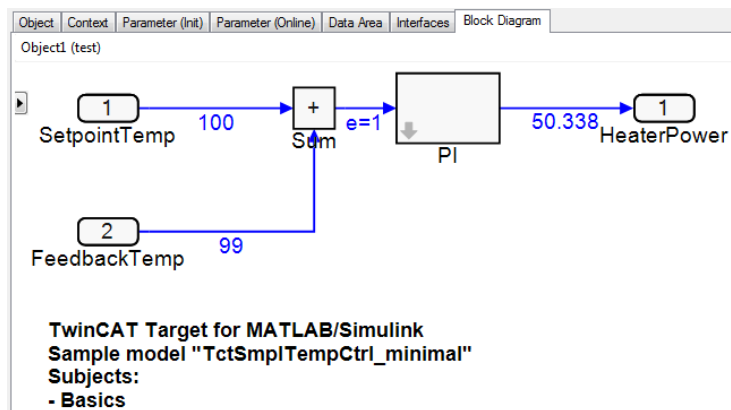 Object Context Parameter (Init) Parameter (Online) Data Area Interfaces Block Diagram
Object1 (test)
1 + 1
100 e=1 50.338
SetpointTemp Sum PI HeaterPower
2
99
FeedbackTemp
TwinCAT Target for MATLAB/Simulink
Sample model "TctSmplTempCtrl_minimal"
Subjects:
- Basics